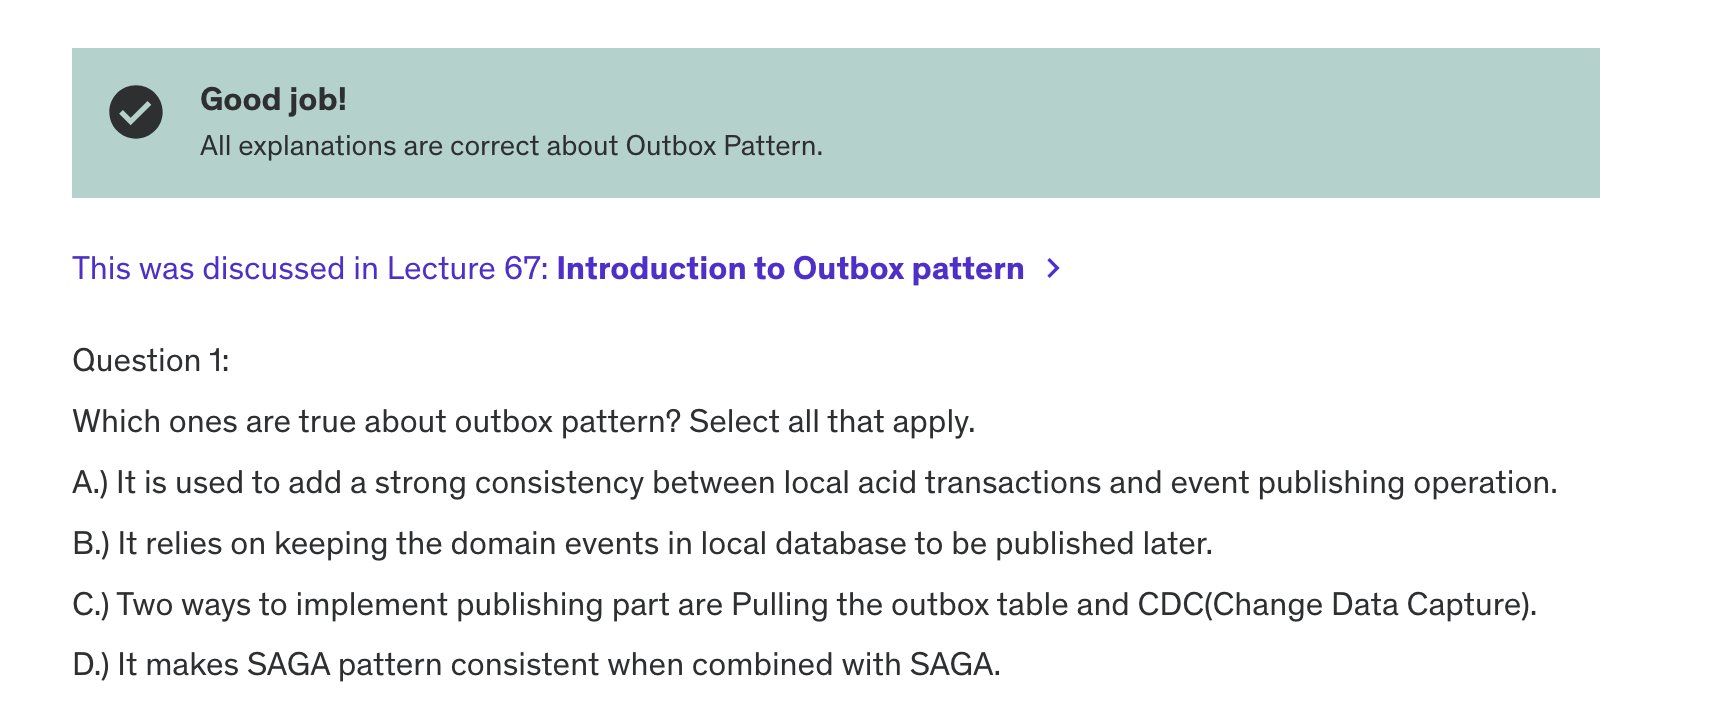 Good job!
All explanations are correct about Outbox Pattern.
This was discussed in Lecture 67: Introduction to Outbox pattern >
Question 1:
Which ones are true about outbox pattern? Select all that apply.
A.) It is used to add a strong consistency between local acid transactions and event publishing operation.
B.) It relies on keeping the domain events in local database to be published later.
C.) Two ways to implement publishing part are Pulling the outbox table and CDC(Change Data Capture).
D.) It makes SAGA pattern consistent when combined with SAGA.